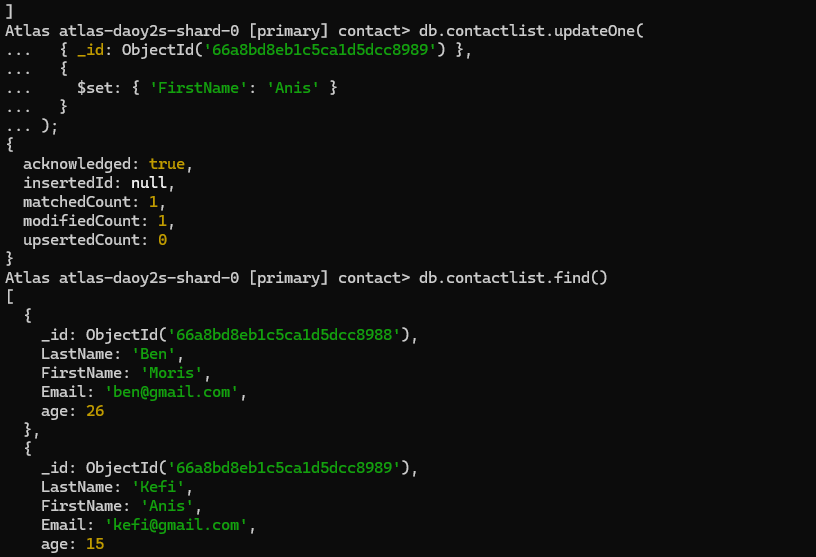 ]
Atlas atlas-daoy2s-shard-0 [primary] contact> db.contactlist.updateOne(
...   { _id: ObjectId('66a8bd8eb1c5ca1d5dcc8989') },
...   {
...     $set: { 'FirstName': 'Anis' }
...   }
... );
{
  acknowledged: true,
  insertedId: null,
  matchedCount: 1,
  modifiedCount: 1,
  upsertedCount: 0
}
Atlas atlas-daoy2s-shard-0 [primary] contact> db.contactlist.find()
[
  {
    _id: ObjectId('66a8bd8eb1c5ca1d5dcc8988'),
    LastName: 'Ben',
    FirstName: 'Moris',
    Email: 'ben@gmail.com',
    age: 26
  },
  {
    _id: ObjectId('66a8bd8eb1c5ca1d5dcc8989'),
    LastName: 'Kefi',
    FirstName: 'Anis',
    Email: 'kefi@gmail.com',
    age: 15